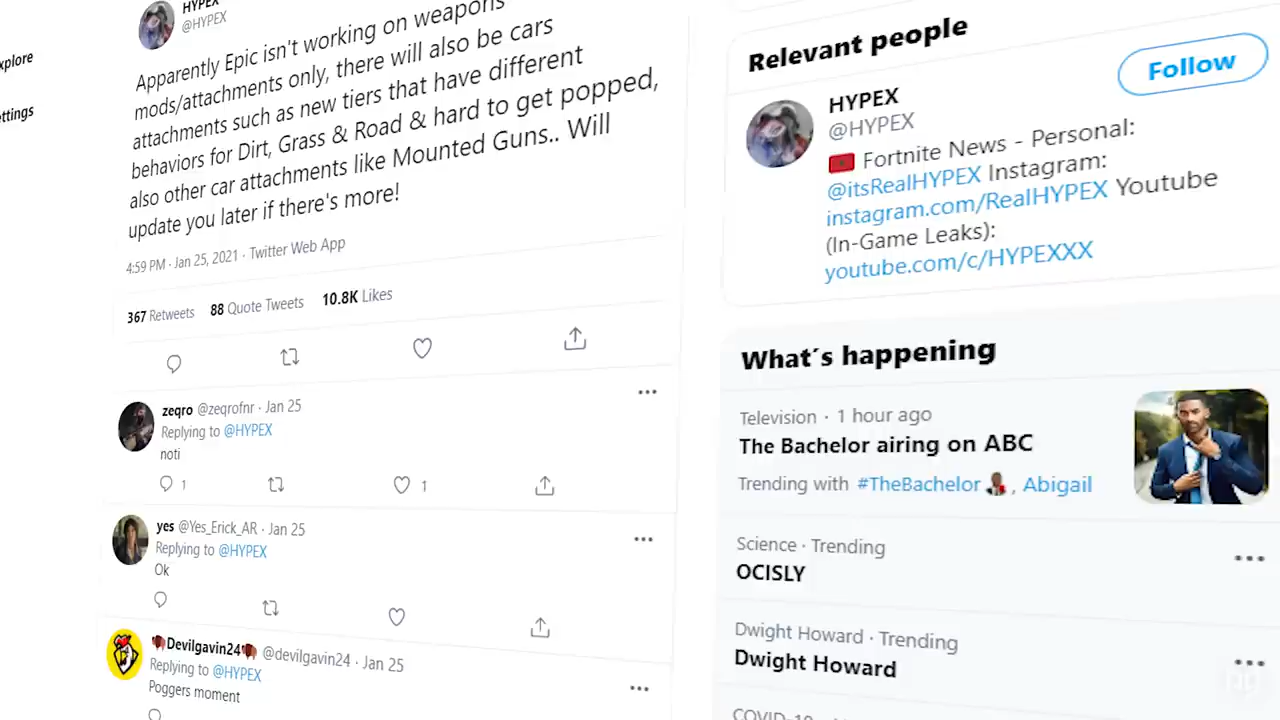 xplore
ettings
HYPEX
@HYPEX
Apparently Epic isn't working on weapons
mods/attachments only, there will also be cars
attachments such as new tiers that have different
behaviors for Dirt, Grass & Road & hard to get popped,
also other car attachments like Mounted Guns.. Will
update you later if there's more!
4:59 PM · Jan 25, 2021 · Twitter Web App
367 Retweets 88 Quote Tweets 10.8K Likes
zeqro @zeqrofnr · Jan 25
Replying to @HYPEX
noti
1 1
yes @Yes_Erick_AR · Jan 25
Replying to @HYPEX
Ok
Devilgavin24 @devilgavin24 · Jan 25
Replying to @HYPEX
Poggers moment
Relevant people
Follow
HYPEX
@HYPEX
Fortnite News - Personal:
@itsRealHYPEX Instagram:
instagram.com/RealHYPEX Youtube
(In-Game Leaks):
youtube.com/c/HYPEXXX
What´s happening
Television · 1 hour ago
The Bachelor airing on ABC
Trending with #TheBachelor , Abigail
Science · Trending
OCISLY
Dwight Howard · Trending
Dwight Howard
COVID-19